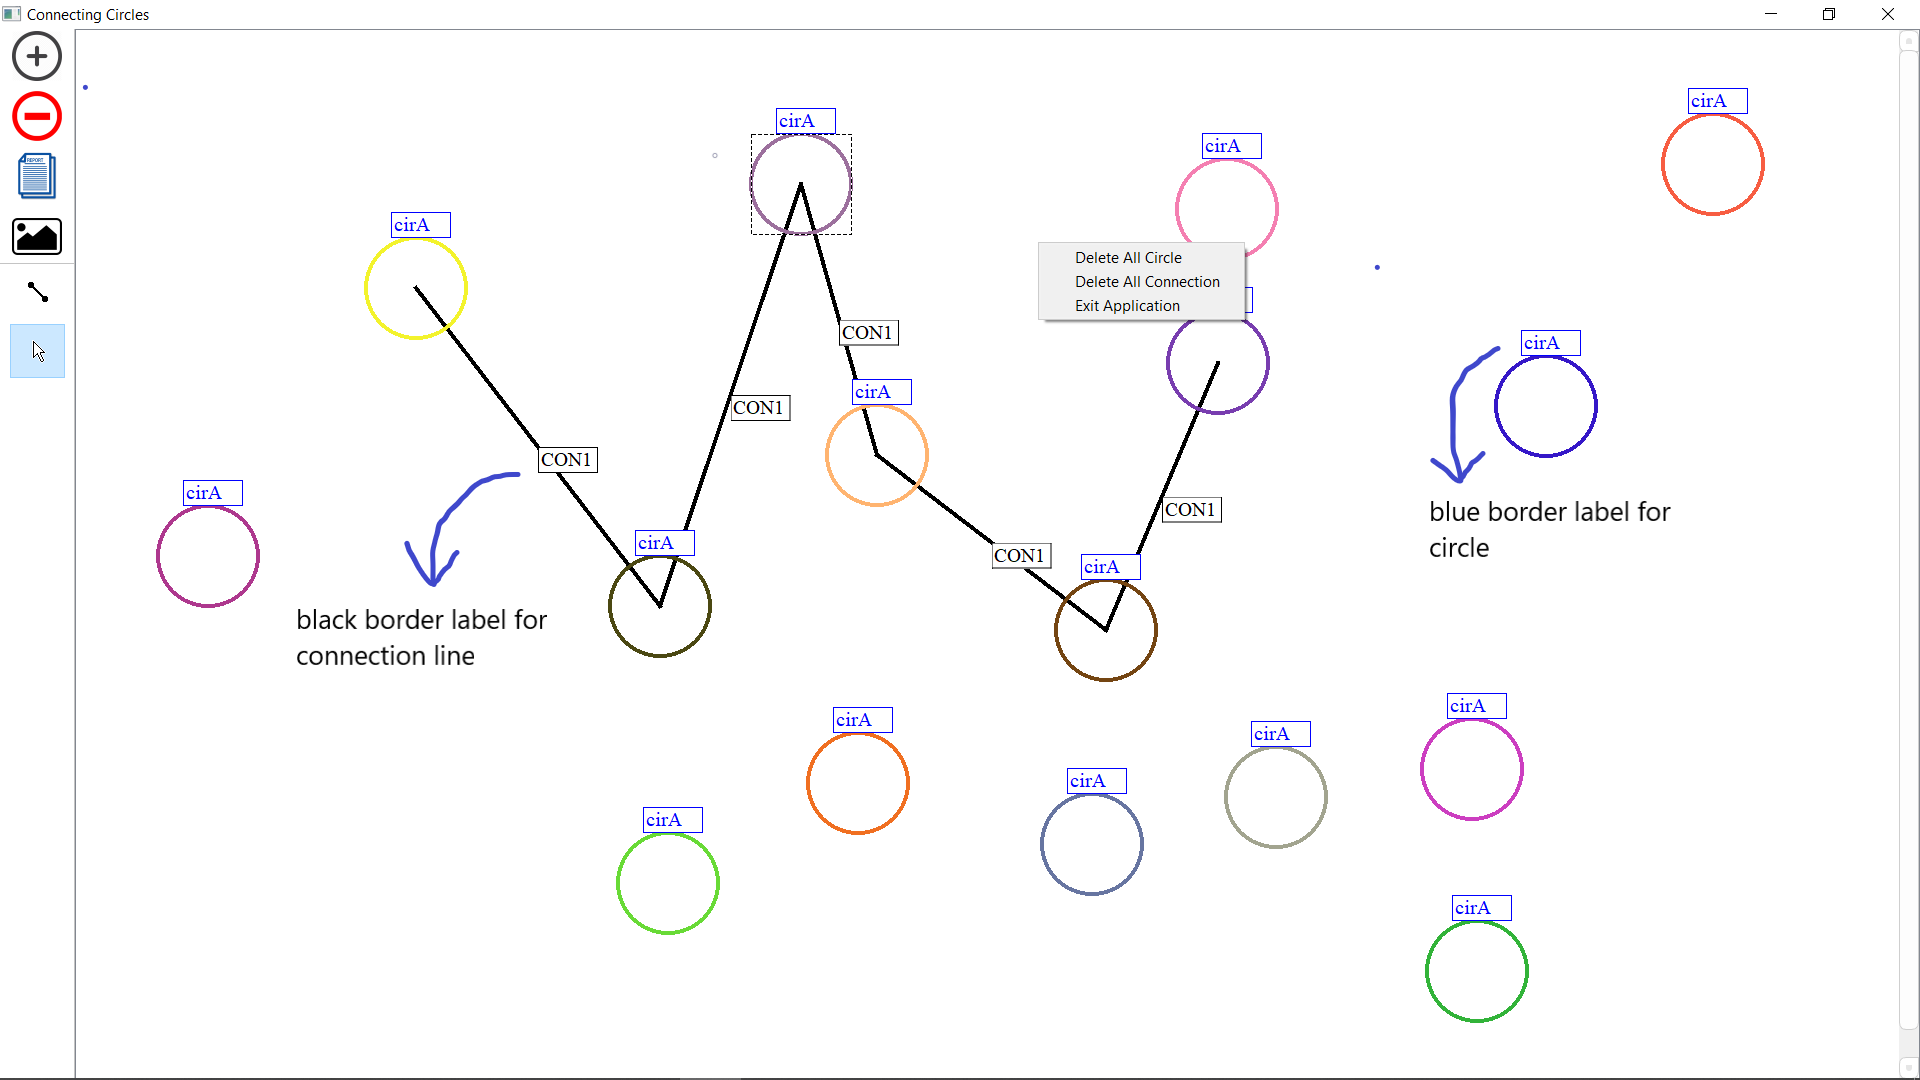 Connecting Circles
REPORT
cirA
cirA
cirA
cirA
Delete All Circle
Delete All Connection
Exit Application
CON1
cirA
cirA
CON1
CON1
cirA
CON1
blue border label for
circle
cirA
CON1
cirA
black border label for
connection line
cirA
cirA
cirA
cirA
cirA
cirA